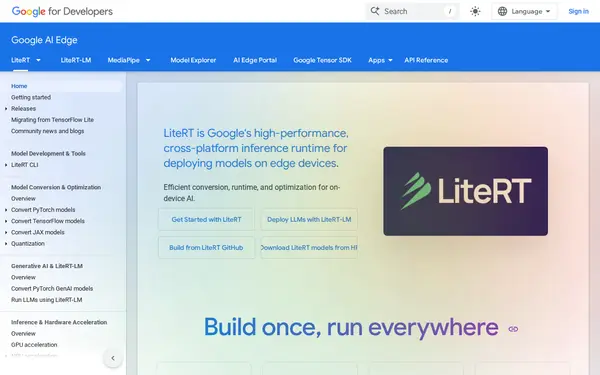 Google for Developers
Search
/
Language
Sign in
Google AI Edge
LiteRT
LiteRT-LM
MediaPipe
Model Explorer
AI Edge Portal
Google Tensor SDK
Apps
API Reference
Home
Getting started
Releases
Migrating from TensorFlow Lite
Community news and blogs
Model Development & Tools
LiteRT CLI
Model Conversion & Optimization
Overview
Convert PyTorch models
Convert TensorFlow models
Convert JAX models
Quantization
Generative AI & LiteRT-LM
Overview
Convert PyTorch GenAI models
Run LLMs using LiteRT-LM
Inference & Hardware Acceleration
Overview
GPU acceleration
LiteRT is Google's high-performance,
cross-platform inference runtime for
deploying models on edge devices.
Efficient conversion, runtime, and optimization for on-
device AI.
Get Started with LiteRT
Deploy LLMs with LiteRT-LM
Build from LiteRT GitHub
Download LiteRT models from HF
LiteRT
Build once, run everywhere